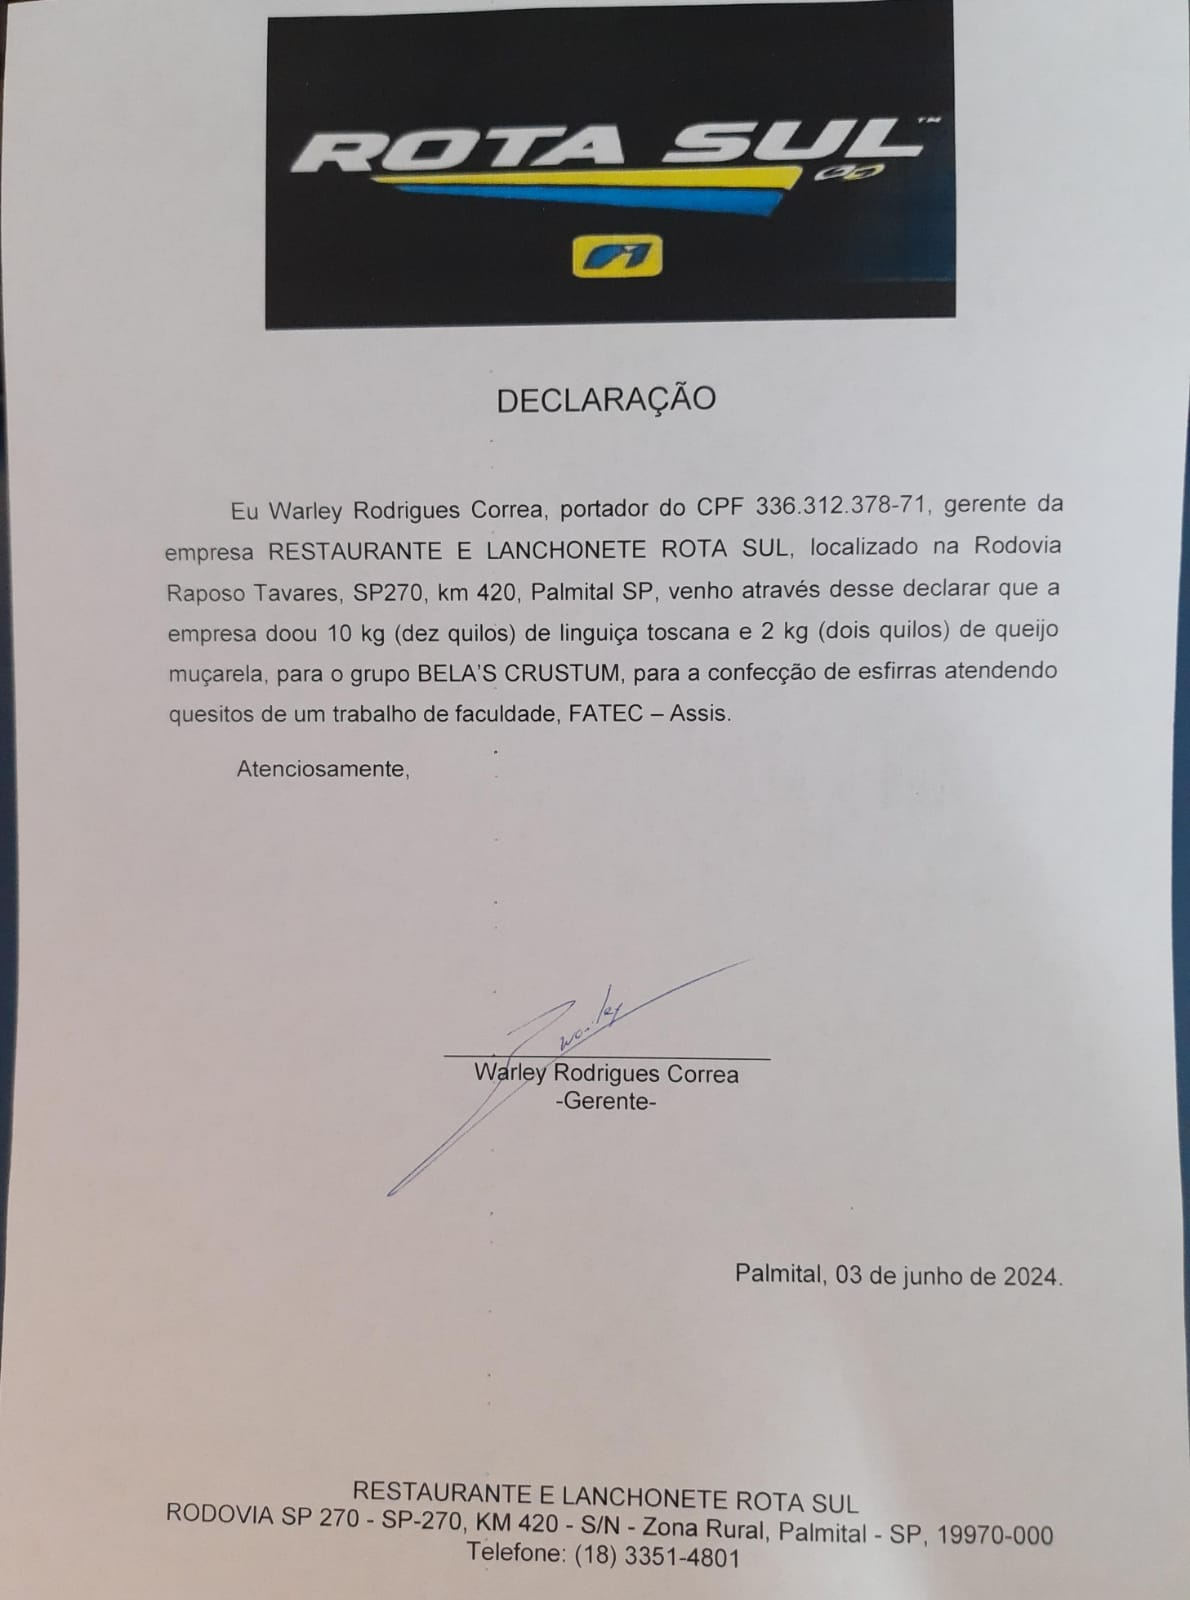 ROTA SUL™
DECLARAÇÃO
Eu Warley Rodrigues Correa, portador do CPF 336.312.378-71, gerente da
empresa RESTAURANTE E LANCHONETE ROTA SUL, localizado na Rodovia
Raposo Tavares, SP270, km 420, Palmital SP, venho através desse declarar que a
empresa doou 10 kg (dez quilos) de linguiça toscana e 2 kg (dois quilos) de queijo
muçarela, para o grupo BELA'S CRUSTUM, para a confecção de esfirras atendendo
quesitos de um trabalho de faculdade, FATEC – Assis.
Atenciosamente,
Warley
Warley Rodrigues Correa
-Gerente-
Palmital, 03 de junho de 2024.
RESTAURANTE E LANCHONETE ROTA SUL
RODOVIA SP 270 - SP-270, KM 420 - S/N - Zona Rural, Palmital - SP, 19970-000
Telefone: (18) 3351-4801